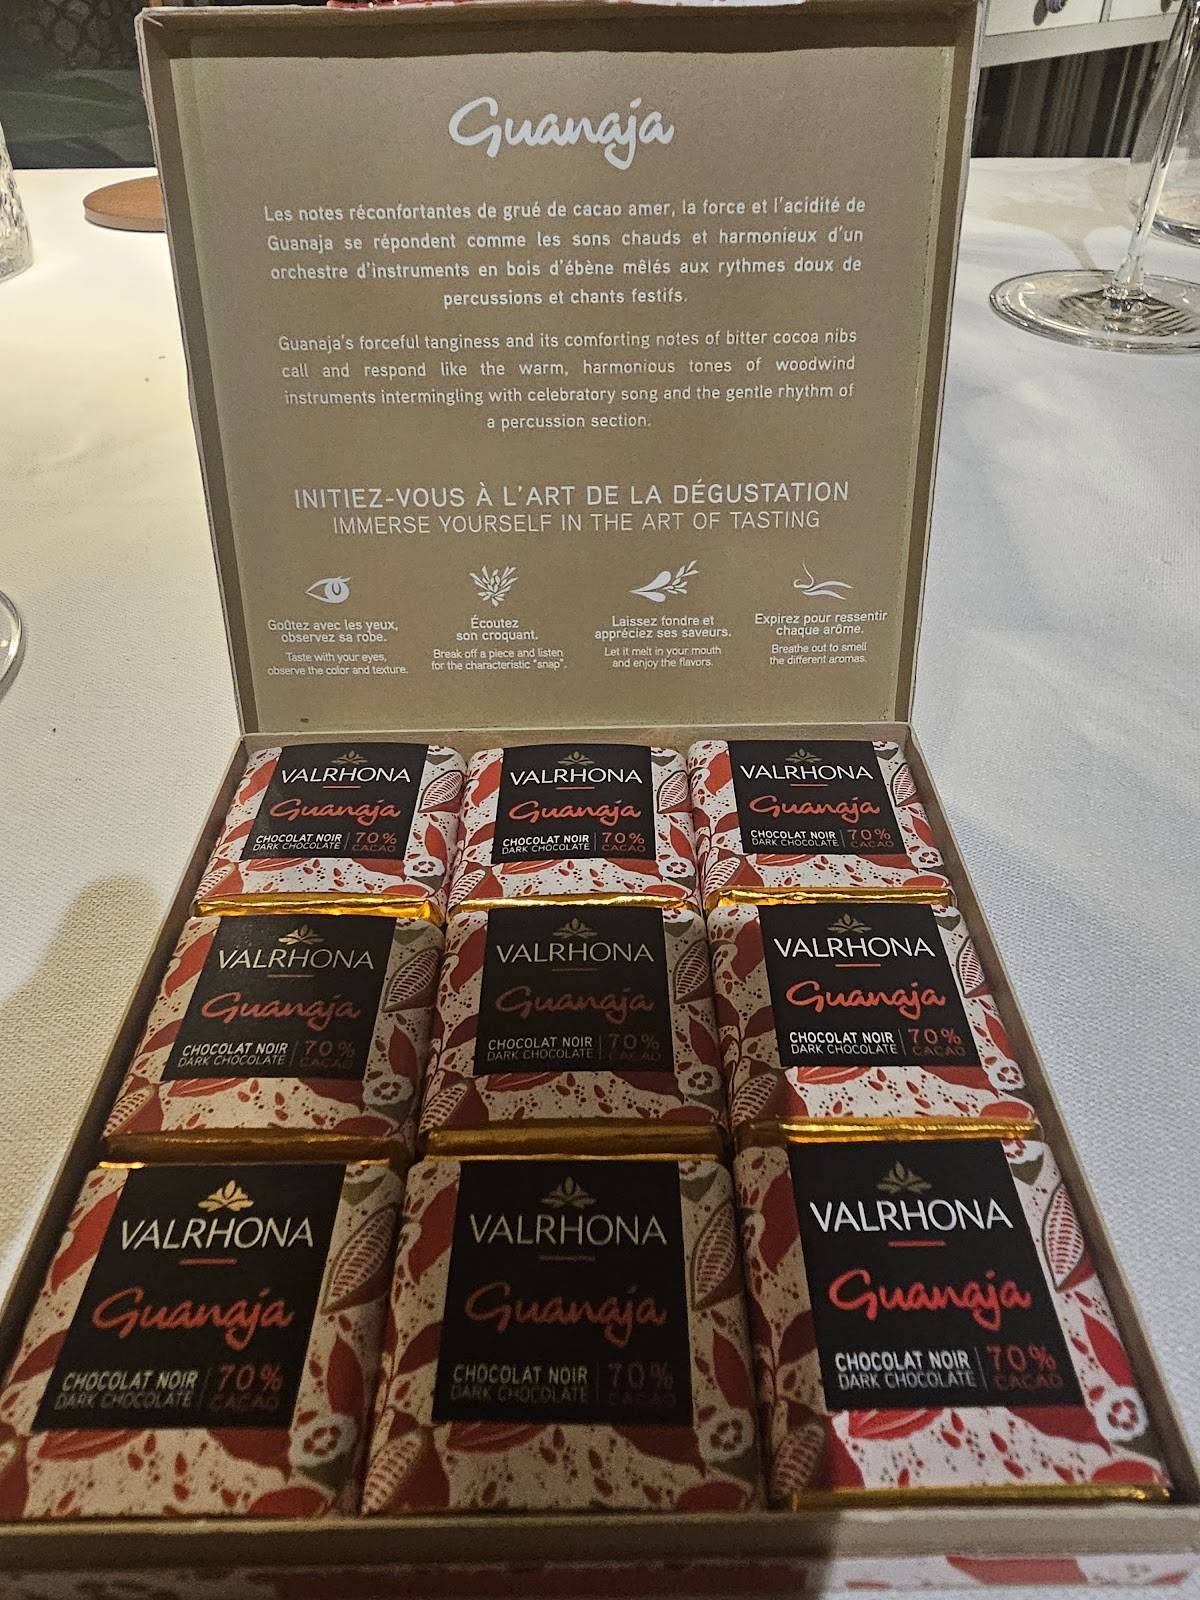 Guanaja
Les notes réconfortantes de grué de cacao amer, la force et l'acidité de
Guanaja se répondent comme les sons chauds et harmonieux d'un
orchestre d'instruments en bois d'ébène mêlés aux rythmes doux de
percussions et chants festifs.
Guanaja's forceful tanginess and its comforting notes of bitter cocoa nibs
call and respond like the warm, harmonious tones of woodwind
instruments intermingling with celebratory song and the gentle rhythm of
a percussion section.
INITIEZ-VOUS À L'ART DE LA DÉGUSTATION
IMMERSE YOURSELF IN THE ART OF TASTING
Goûtez avec les yeux,
observez sa robe.
Taste with your eyes,
observe the color and texture.
Écoutez
son croquant.
Break off a piece and listen
for the characteristic "snap".
Laissez fondre et
appréciez ses saveurs.
Let it melt in your mouth
and enjoy the flavors.
Expirez pour ressentir
chaque arôme.
Breathe out to smell
the different aromas.
VALRHONA
Guanaja
CHOCOLAT NOIR
DARK CHOCOLATE
70%
CACAO
VALRHONA
Guanaja
CHOCOLAT NOIR
DARK CHOCOLATE
70%
CACAO
VALRHONA
Guanaja
CHOCOLAT NOIR
DARK CHOCOLATE
70%
CACAO
VALRHONA
Guanaja
CHOCOLAT NOIR
DARK CHOCOLATE
70%
CACAO
VALRHONA
Guanaja
CHOCOLAT NOIR
DARK CHOCOLATE
70%
CACAO
VALRHONA
Guanaja
CHOCOLAT NOIR
DARK CHOCOLATE
70%
CACAO
VALRHONA
Guanaja
CHOCOLAT NOIR
DARK CHOCOLATE
70%
CACAO
VALRHONA
Guanaja
CHOCOLAT NOIR
DARK CHOCOLATE
70%
CACAO
VALRHONA
Guanaja
CHOCOLAT NOIR
DARK CHOCOLATE
70%
CACAO